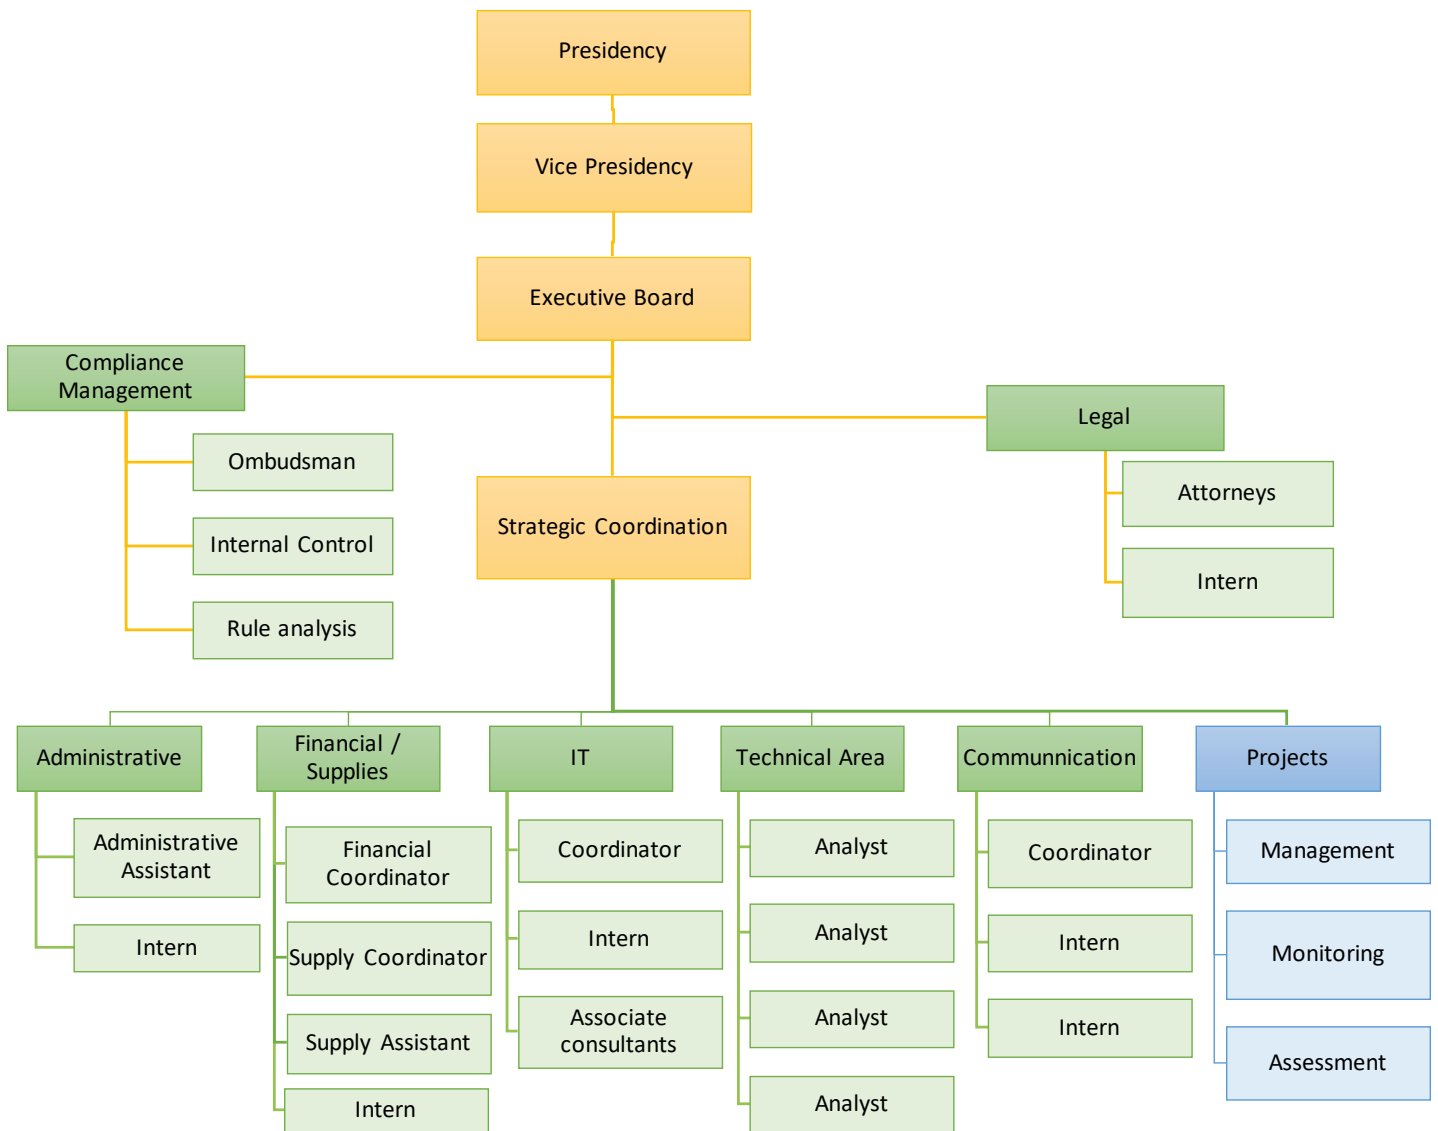 Presidency
Vice Presidency
Executive Board
Compliance
Management
Ombudsman
Internal Control
Rule analysis
Legal
Attorneys
Intern
Strategic Coordination
Administrative
Administrative
Assistant
Intern
Financial /
Supplies
Financial
Coordinator
Supply Coordinator
Supply Assistant
Intern
IT
Coordinator
Intern
Associate
consultants
Technical Area
Analyst
Analyst
Analyst
Analyst
Communnication
Coordinator
Intern
Intern
Projects
Management
Monitoring
Assessment